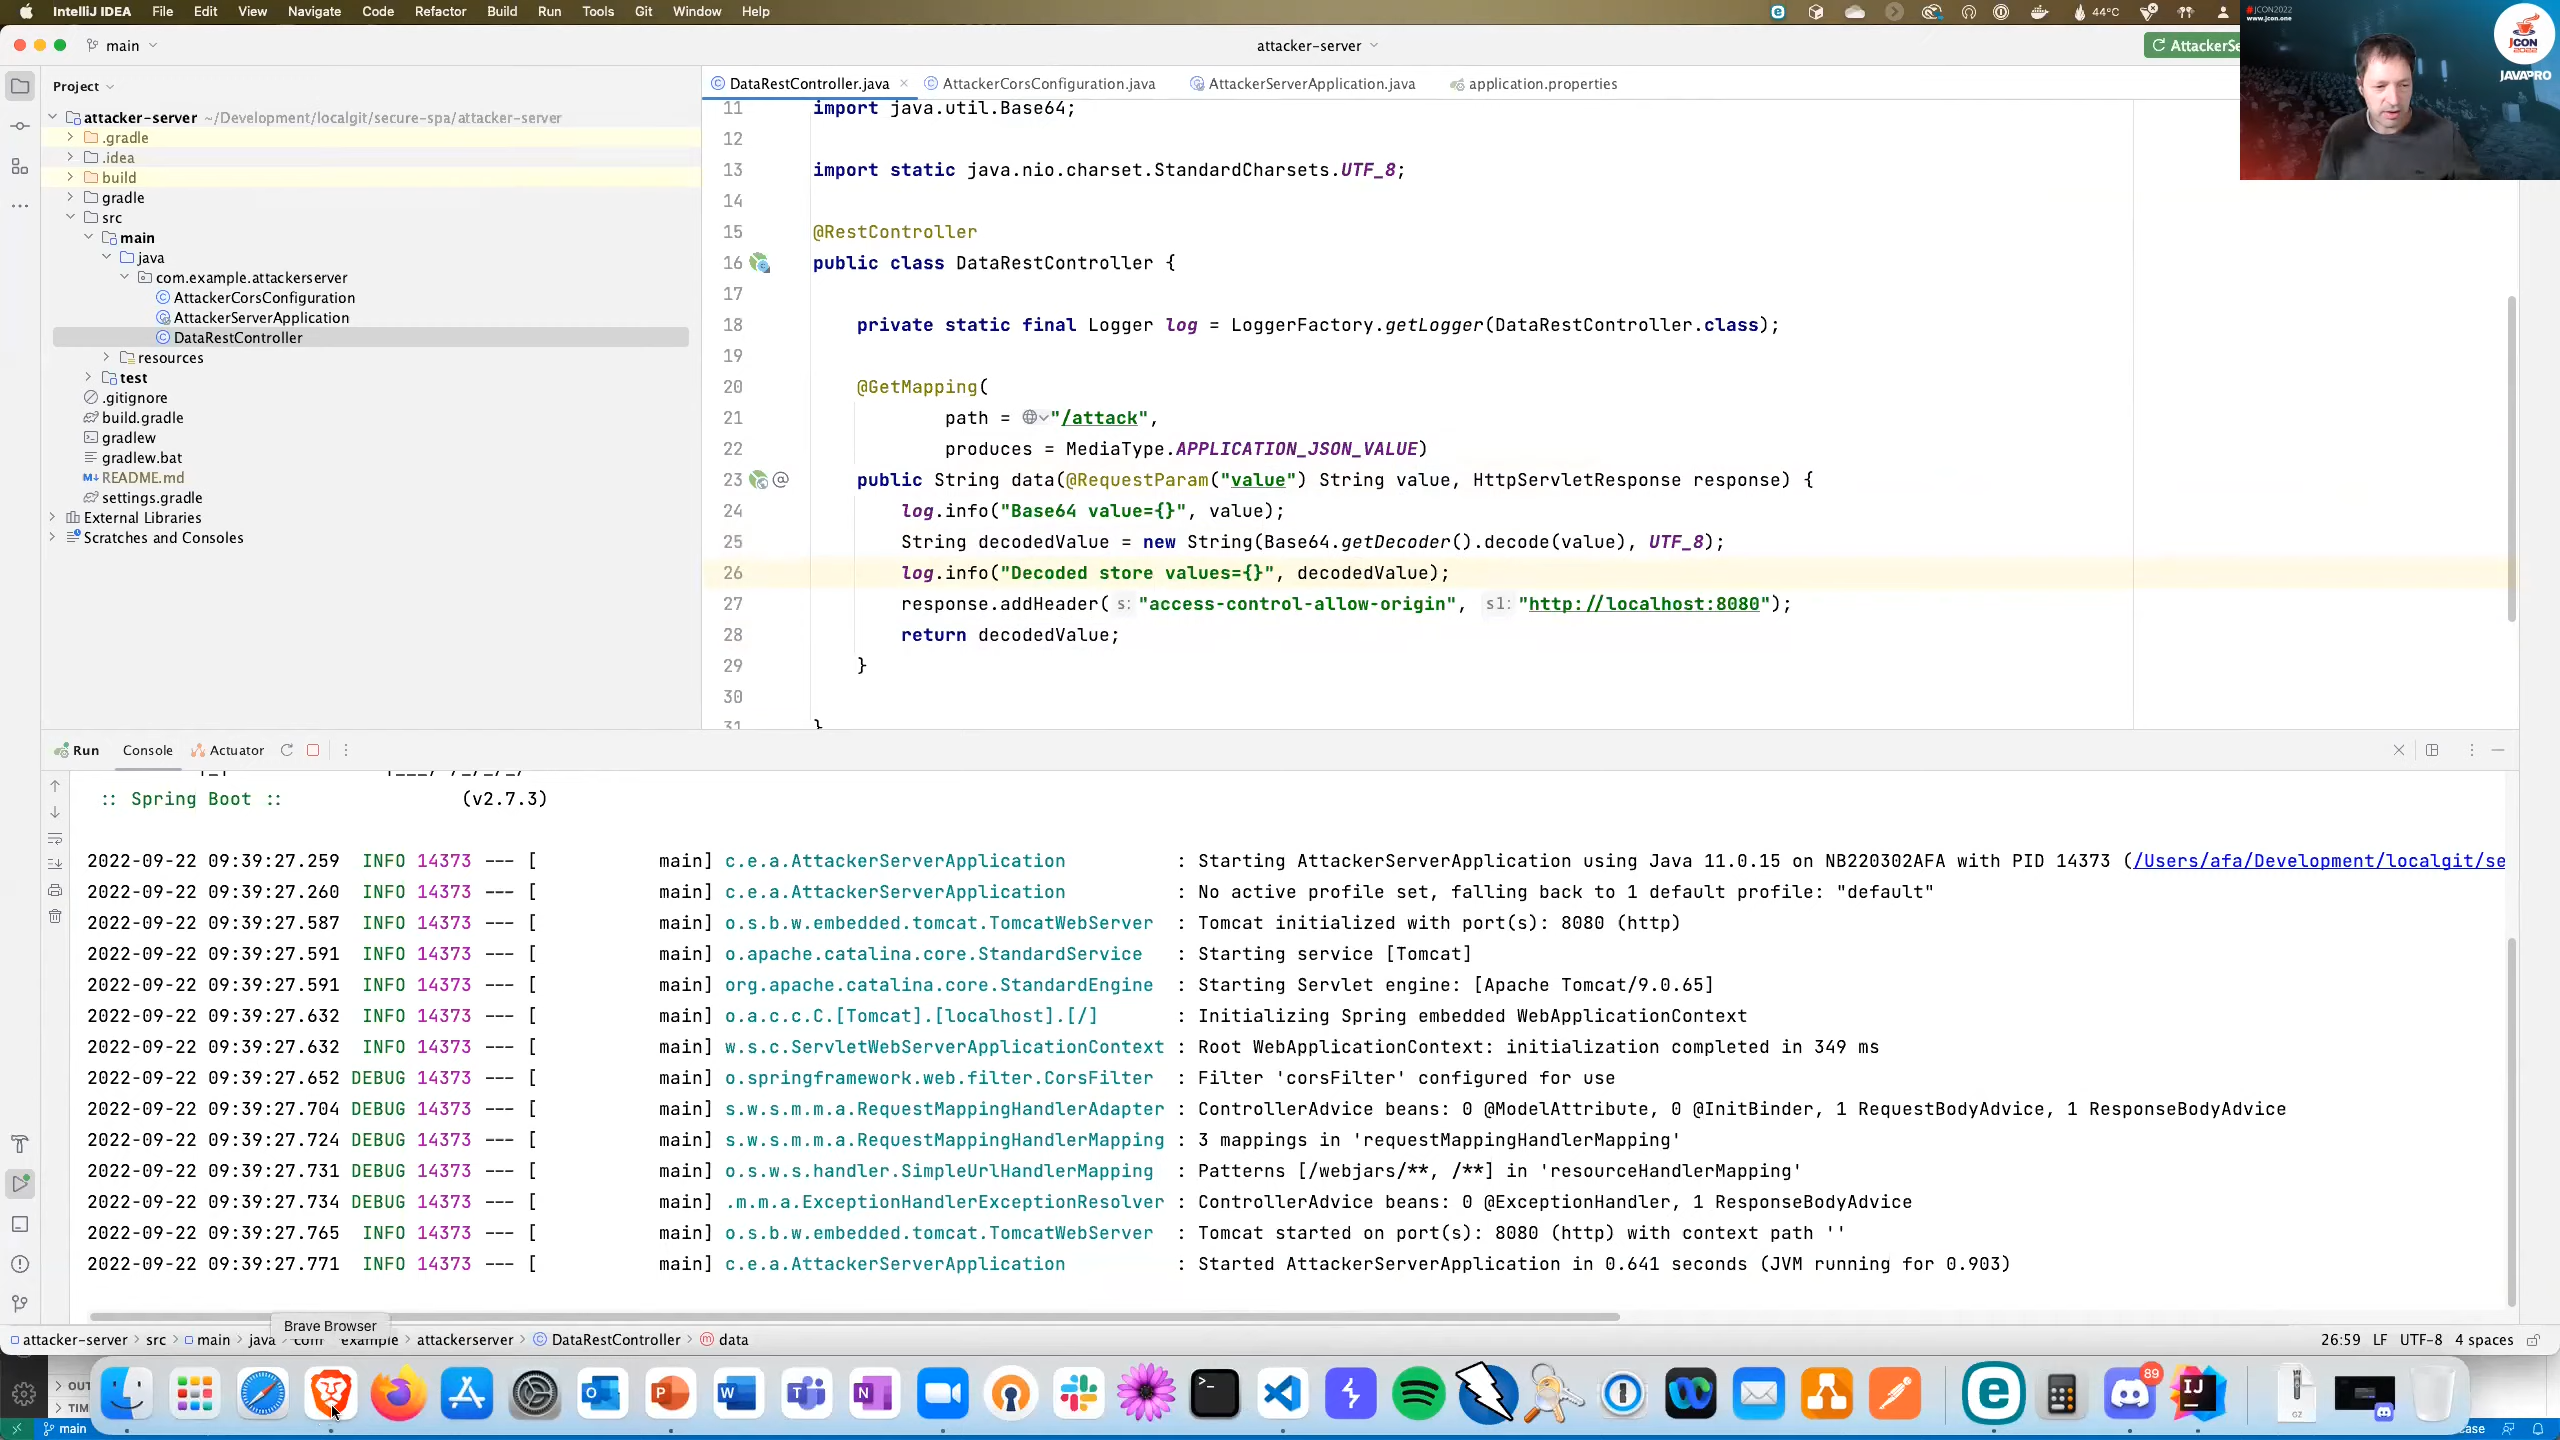 IntelliJ IDEA File Edit View Navigate Code Refactor Build Run Tools Git Window Help 44°C
#JCON2022
www.jcon.one
JCON
2022
JAVAPRO
main attacker-server AttackerSe
Project
attacker-server ~/Development/localgit/secure-spa/attacker-server
.gradle
.idea
build
gradle
src
main
java
com.example.attackerserver
AttackerCorsConfiguration
AttackerServerApplication
DataRestController
resources
test
.gitignore
build.gradle
gradlew
gradlew.bat
M↓ README.md
settings.gradle
External Libraries
Scratches and Consoles
DataRestController.java AttackerCorsConfiguration.java AttackerServerApplication.java application.properties
11 import java.util.Base64;
12
13 import static java.nio.charset.StandardCharsets.UTF_8;
14
15 @RestController
16 public class DataRestController {
17
18 private static final Logger log = LoggerFactory.getLogger(DataRestController.class);
19
20 @GetMapping(
21 path = "/attack",
22 produces = MediaType.APPLICATION_JSON_VALUE)
23 public String data(@RequestParam("value") String value, HttpServletResponse response) {
24 log.info("Base64 value={}", value);
25 String decodedValue = new String(Base64.getDecoder().decode(value), UTF_8);
26 log.info("Decoded store values={}", decodedValue);
27 response.addHeader( s: "access-control-allow-origin", s1: "http://localhost:8080");
28 return decodedValue;
29 }
30
31 }
Run Console Actuator
:: Spring Boot :: (v2.7.3)
2022-09-22 09:39:27.259 INFO 14373 --- [ main] c.e.a.AttackerServerApplication : Starting AttackerServerApplication using Java 11.0.15 on NB220302AFA with PID 14373 (/Users/afa/Development/localgit/se
2022-09-22 09:39:27.260 INFO 14373 --- [ main] c.e.a.AttackerServerApplication : No active profile set, falling back to 1 default profile: "default"
2022-09-22 09:39:27.587 INFO 14373 --- [ main] o.s.b.w.embedded.tomcat.TomcatWebServer : Tomcat initialized with port(s): 8080 (http)
2022-09-22 09:39:27.591 INFO 14373 --- [ main] o.apache.catalina.core.StandardService : Starting service [Tomcat]
2022-09-22 09:39:27.591 INFO 14373 --- [ main] org.apache.catalina.core.StandardEngine : Starting Servlet engine: [Apache Tomcat/9.0.65]
2022-09-22 09:39:27.632 INFO 14373 --- [ main] o.a.c.c.C.[Tomcat].[localhost].[/] : Initializing Spring embedded WebApplicationContext
2022-09-22 09:39:27.632 INFO 14373 --- [ main] w.s.c.ServletWebServerApplicationContext : Root WebApplicationContext: initialization completed in 349 ms
2022-09-22 09:39:27.652 DEBUG 14373 --- [ main] o.springframework.web.filter.CorsFilter : Filter 'corsFilter' configured for use
2022-09-22 09:39:27.704 DEBUG 14373 --- [ main] s.w.s.m.m.a.RequestMappingHandlerAdapter : ControllerAdvice beans: 0 @ModelAttribute, 0 @InitBinder, 1 RequestBodyAdvice, 1 ResponseBodyAdvice
2022-09-22 09:39:27.724 DEBUG 14373 --- [ main] s.w.s.m.m.a.RequestMappingHandlerMapping : 3 mappings in 'requestMappingHandlerMapping'
2022-09-22 09:39:27.731 DEBUG 14373 --- [ main] o.s.w.s.handler.SimpleUrlHandlerMapping : Patterns [/webjars/**, /**] in 'resourceHandlerMapping'
2022-09-22 09:39:27.734 DEBUG 14373 --- [ main] .m.m.a.ExceptionHandlerExceptionResolver : ControllerAdvice beans: 0 @ExceptionHandler, 1 ResponseBodyAdvice
2022-09-22 09:39:27.765 INFO 14373 --- [ main] o.s.b.w.embedded.tomcat.TomcatWebServer : Tomcat started on port(s): 8080 (http) with context path ''
2022-09-22 09:39:27.771 INFO 14373 --- [ main] c.e.a.AttackerServerApplication : Started AttackerServerApplication in 0.641 seconds (JVM running for 0.903)
Brave Browser
attacker-server src main java com example attackerserver DataRestController data 26:59 LF UTF-8 4 spaces
OUT
TIM
89
main